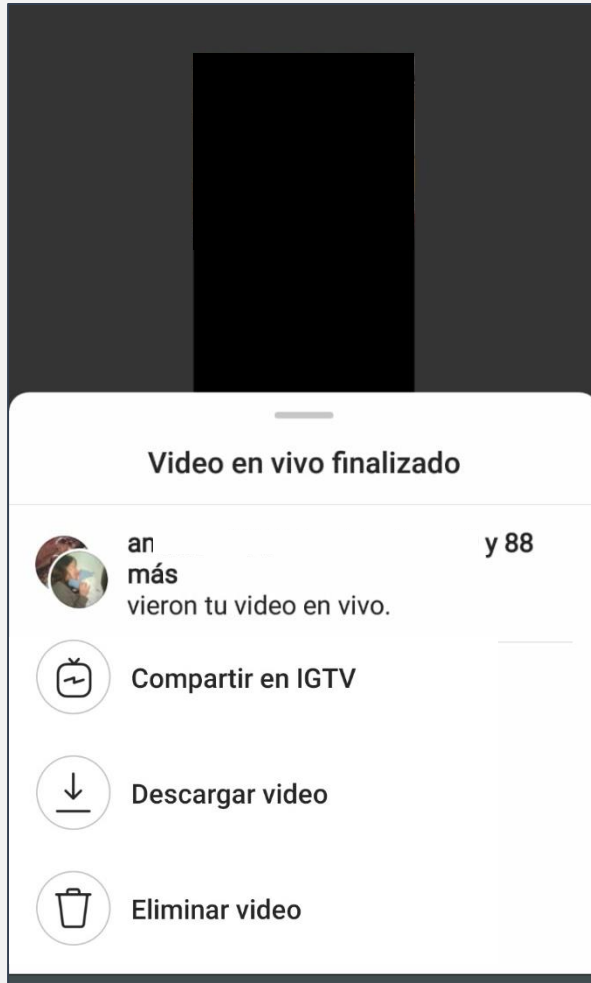 Video en vivo finalizado
an y 88
más
vieron tu video en vivo.
Compartir en IGTV
Descargar video
Eliminar video